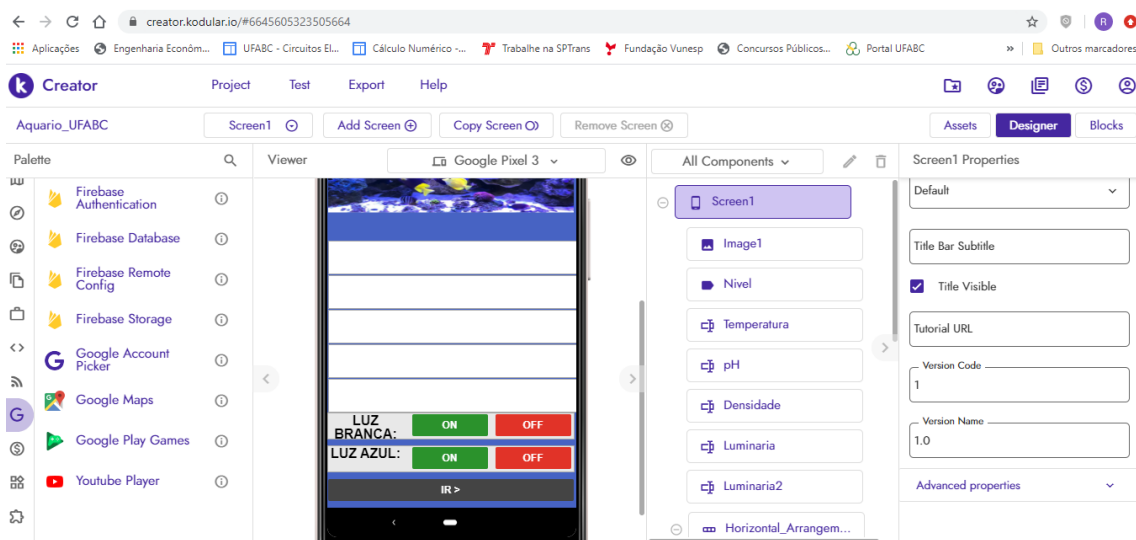 creator.kodular.io/#6645605323505664
R
Aplicações
Engenharia Econôm...
UFABC - Circuitos El...
Cálculo Numérico -...
Trabalhe na SPTrans
Fundação Vunesp
Concursos Públicos...
Portal UFABC
»
Outros marcadores
Creator
Project
Test
Export
Help
Aquario_UFABC
Screen1
Add Screen
Copy Screen
Remove Screen
Assets
Designer
Blocks
Palette
Viewer
Google Pixel 3
All Components
Screen1 Properties
Firebase
Authentication
Firebase Database
Firebase Remote
Config
Firebase Storage
Google Account
Picker
Google Maps
Google Play Games
Youtube Player
LUZ
BRANCA:
ON
OFF
LUZ AZUL:
ON
OFF
IR >
Screen1
Image1
Nivel
Temperatura
pH
Densidade
Luminaria
Luminaria2
Horizontal_Arrangem...
Default
Title Bar Subtitle
Title Visible
Tutorial URL
Version Code
1
Version Name
1.0
Advanced properties